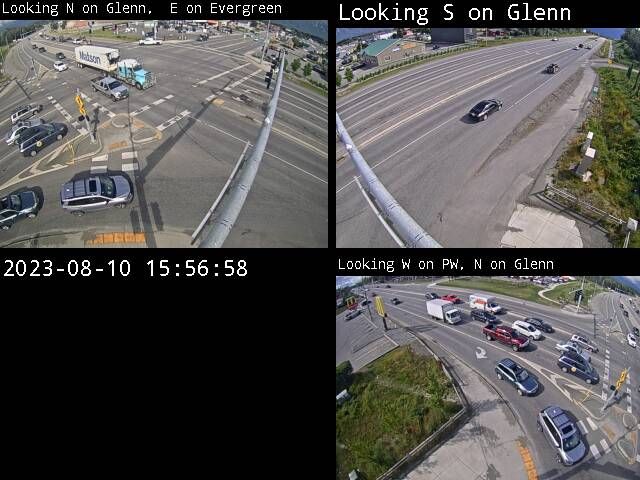 Looking N on Glenn,  E on Evergreen
Looking S on Glenn
Matson
2023-08-10 15:56:58
Looking W on PW, N on Glenn